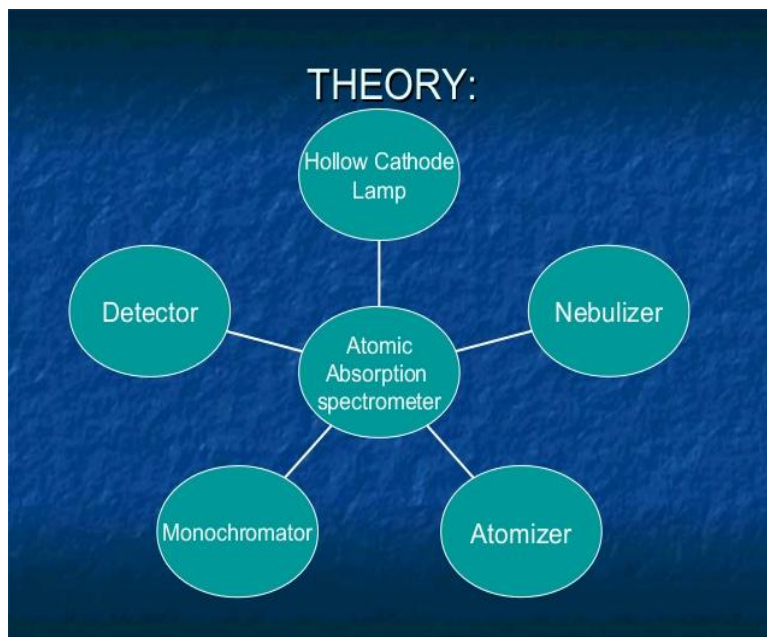 THEORY:
Hollow Cathode
Lamp
Detector
Nebulizer
Atomic
Absorption
spectrometer
Monochromator
Atomizer